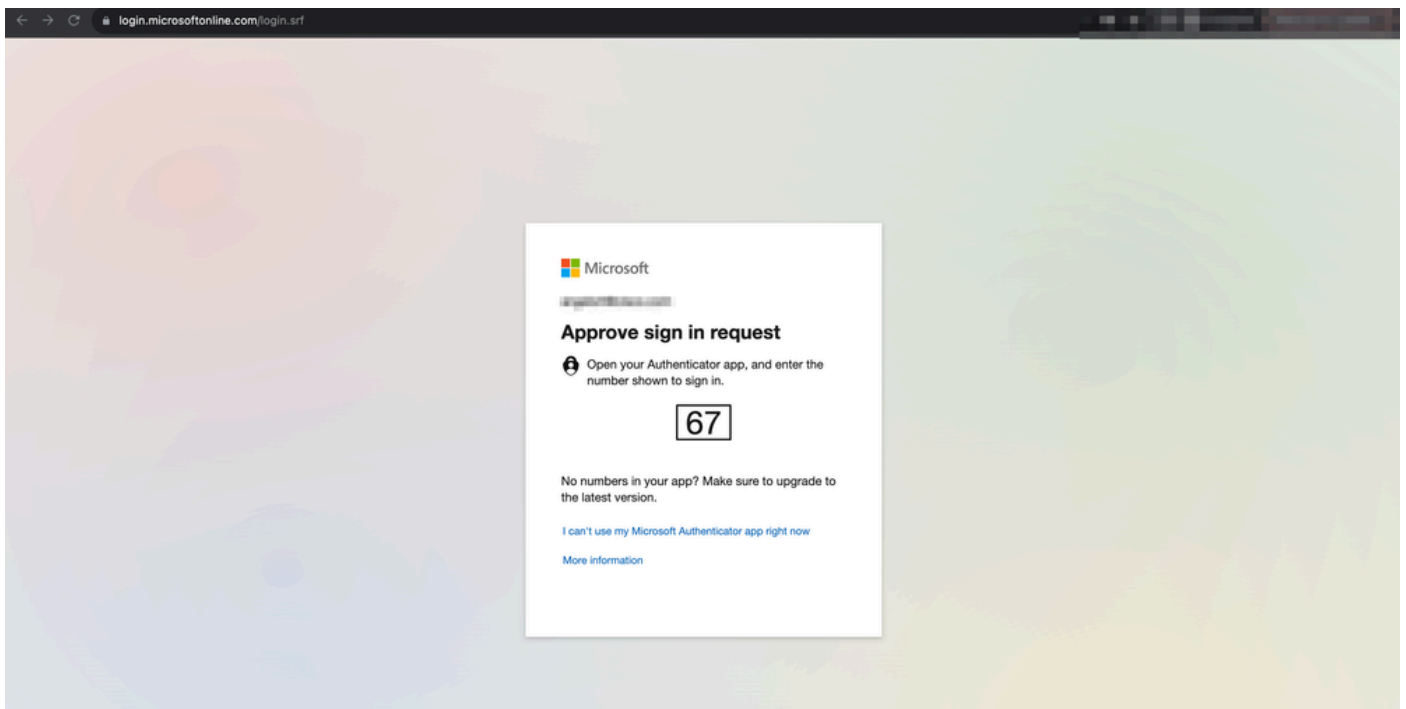 login.microsoftonline.com/login.srf
Microsoft
Approve sign in request
Open your Authenticator app, and enter the
number shown to sign in.
67
No numbers in your app? Make sure to upgrade to
the latest version.
I can't use my Microsoft Authenticator app right now
More information